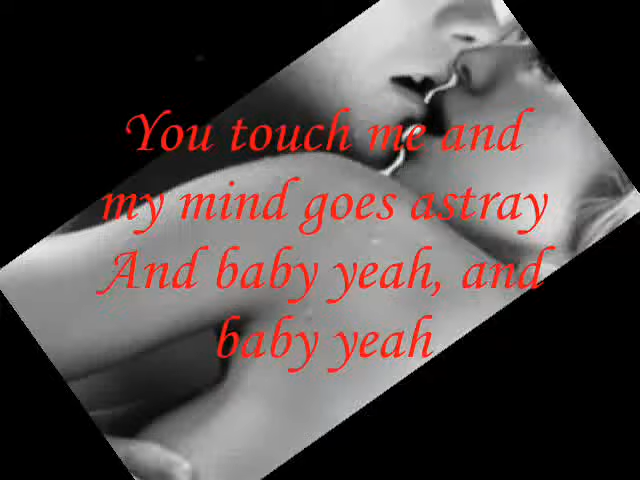 You touch me and
my mind goes astray
And baby yeah, and
baby yeah